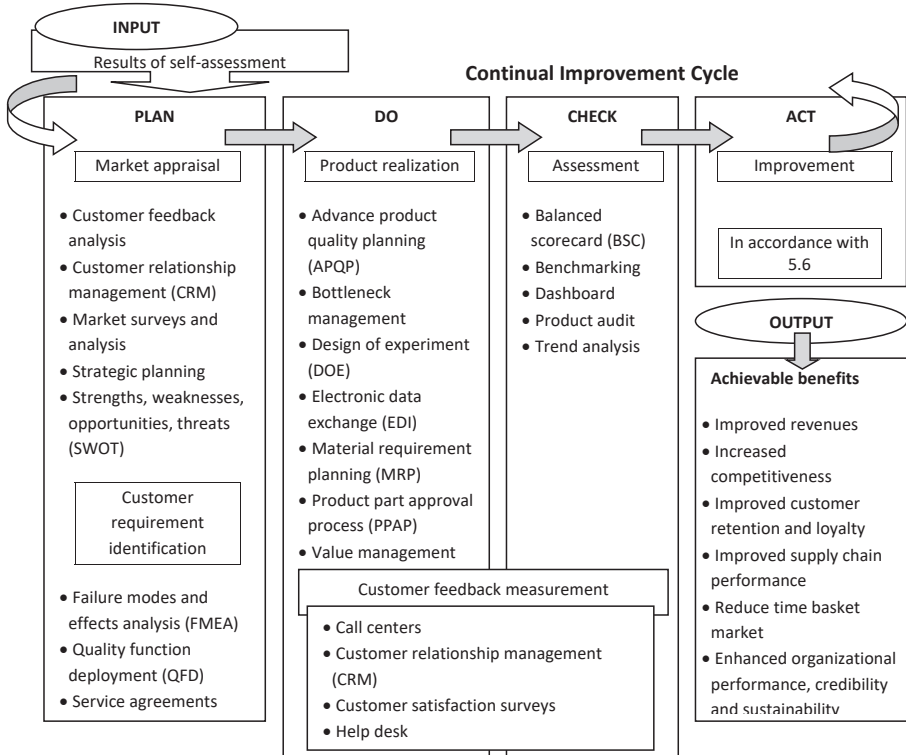 INPUT
Results of self-assessment
Continual Improvement Cycle
PLAN
Market appraisal
• Customer feedback
analysis
• Customer relationship
management (CRM)
• Market surveys and
analysis
• Strategic planning
• Strengths, weaknesses,
opportunities, threats
(SWOT)
Customer
requirement
identification
• Failure modes and
effects analysis (FMEA)
• Quality function
deployment (QFD)
• Service agreements
DO
Product realization
• Advance product
quality planning
(APQP)
• Bottleneck
management
• Design of experiment
(DOE)
• Electronic data
exchange (EDI)
• Material requirement
planning (MRP)
• Product part approval
process (PPAP)
• Value management
CHECK
Assessment
• Balanced
scorecard (BSC)
• Benchmarking
• Dashboard
• Product audit
• Trend analysis
Customer feedback measurement
• Call centers
• Customer relationship management
(CRM)
• Customer satisfaction surveys
• Help desk
ACT
Improvement
In accordance with
5.6
OUTPUT
Achievable benefits
• Improved revenues
• Increased
competitiveness
• Improved customer
retention and loyalty
• Improved supply chain
performance
• Reduce time basket
market
• Enhanced organizational
performance, credibility
and sustainability